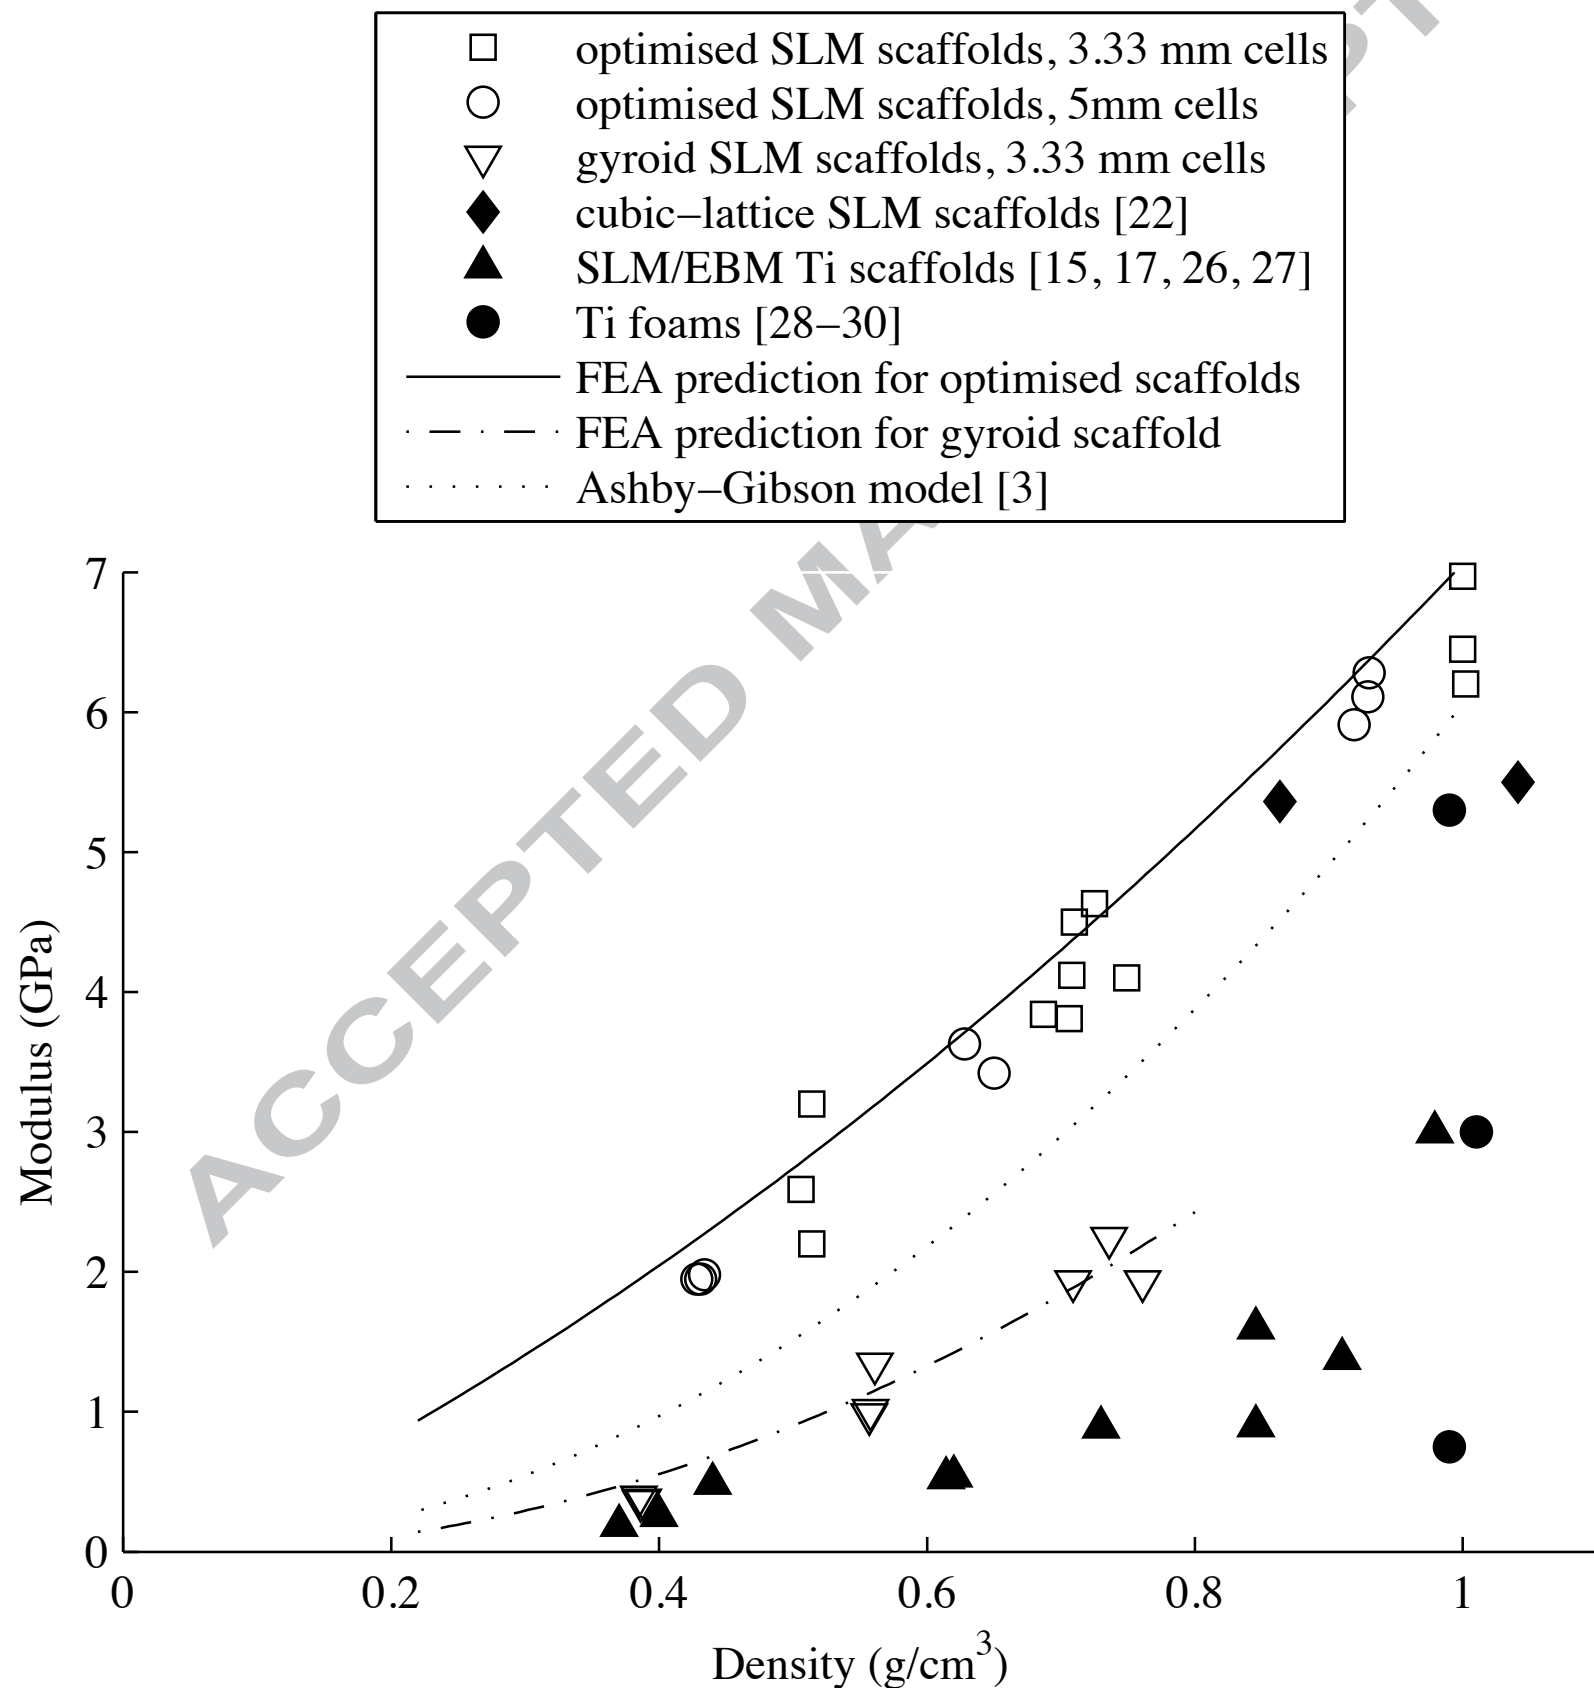 optimised SLM scaffolds, 3.33 mm cells
optimised SLM scaffolds, 5mm cells
gyroid SLM scaffolds, 3.33 mm cells
cubic−lattice SLM scaffolds [22]
SLM/EBM Ti scaffolds [15, 17, 26, 27]
Ti foams [28−30]
FEA prediction for optimised scaffolds
FEA prediction for gyroid scaffold
Ashby−Gibson model [3]
ACCEPTED MA
PT
7
6
5
4
3
2
1
0
Modulus (GPa)
0 0.2 0.4 0.6 0.8 1
Density (g/cm³)